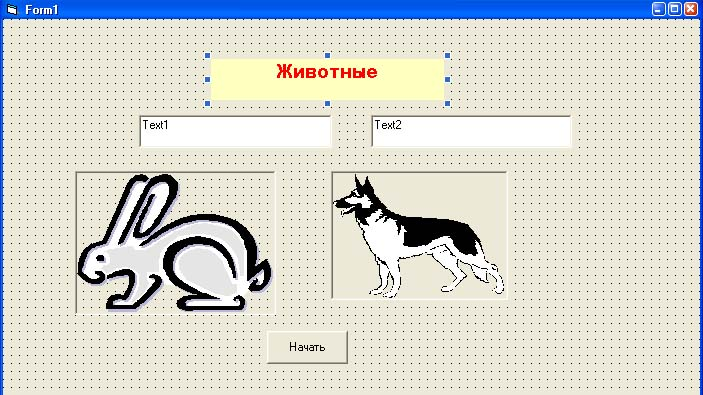 Form1
Животные
Text1
Text2
Начать